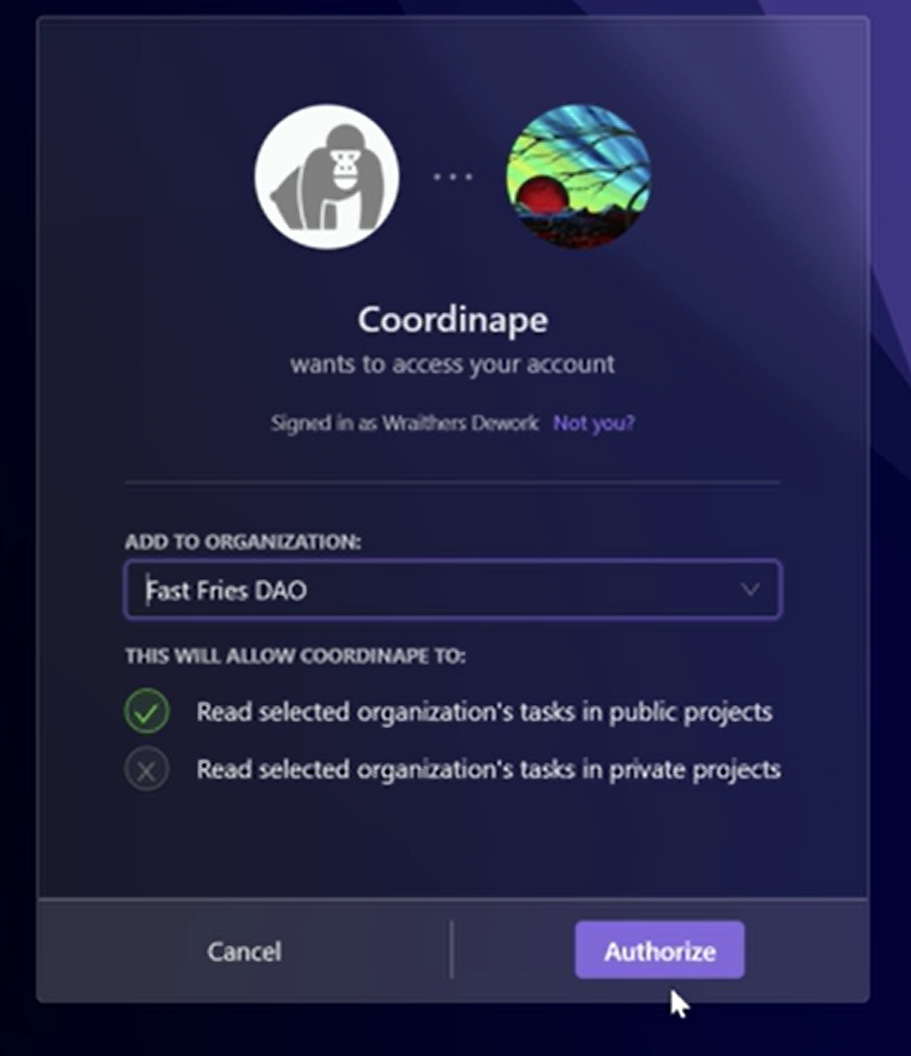 Coordinape
wants to access your account
Signed in as Wraithers Dework Not you?
ADD TO ORGANIZATION:
Fast Fries DAO
THIS WILL ALLOW COORDINAPE TO:
Read selected organization's tasks in public projects
Read selected organization's tasks in private projects
Cancel
Authorize